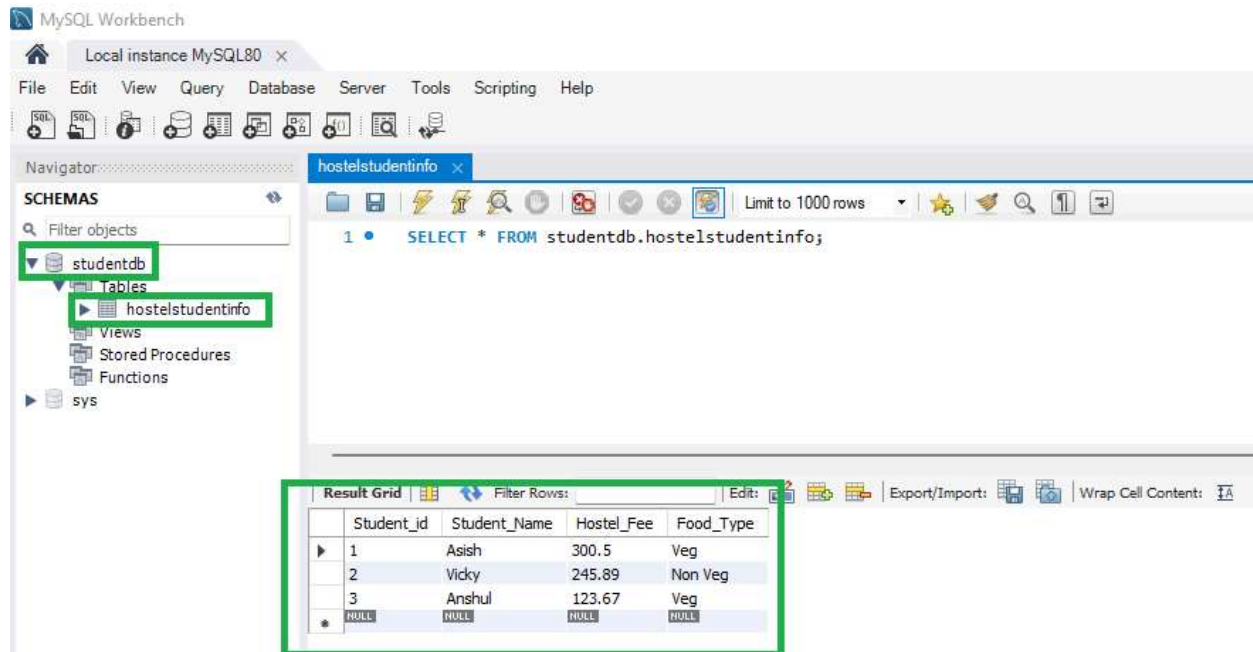 MySQL Workbench
Local instance MySQL80 ×
File Edit View Query Database Server Tools Scripting Help
Navigator
hostelstudentinfo ×
SCHEMAS
Limit to 1000 rows
Filter objects
1 SELECT * FROM studentdb.hostelstudentinfo;
studentdb
Tables
hostelstudentinfo
Views
Stored Procedures
Functions
sys
Result Grid Filter Rows: Edit: Export/Import: Wrap Cell Content: IA
Student_id Student_Name Hostel_Fee Food_Type
1 Asish 300.5 Veg
2 Vicky 245.89 Non Veg
3 Anshul 123.67 Veg
NULL NULL NULL NULL